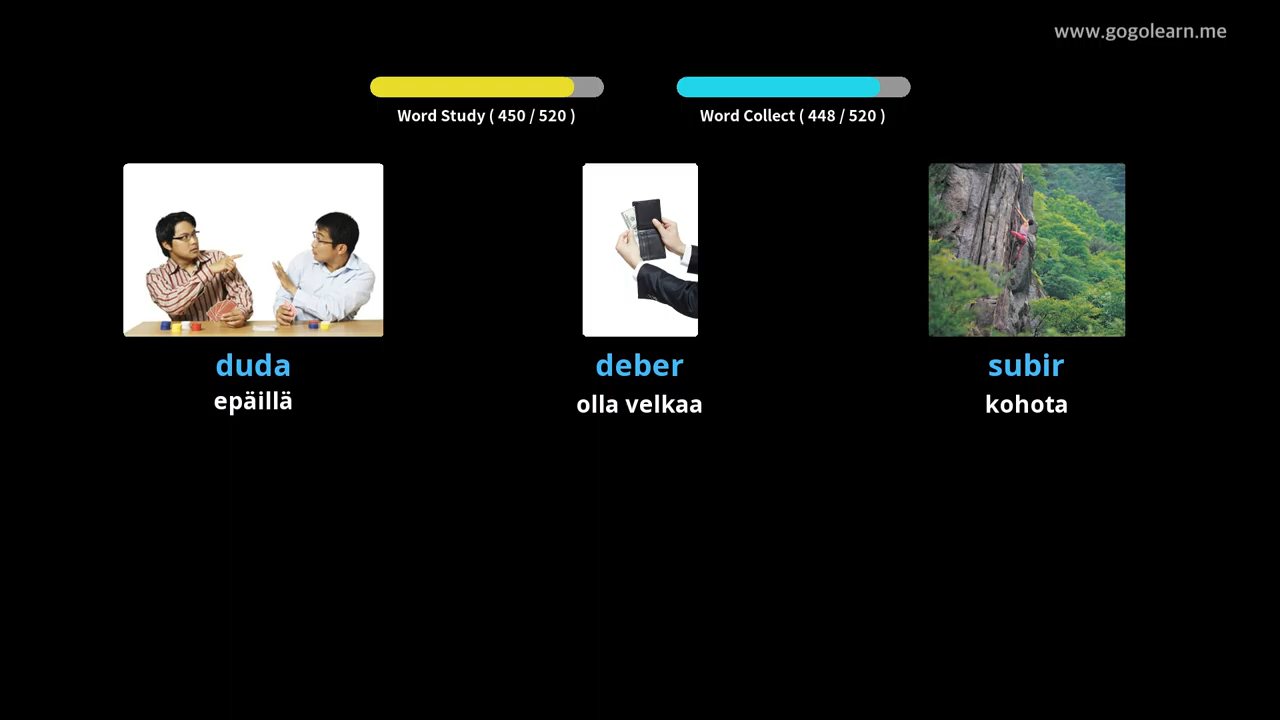 www.gogolearn.me
Word Study ( 450 / 520 )
Word Collect ( 448 / 520 )
duda
epäillä
deber
olla velkaa
subir
kohota